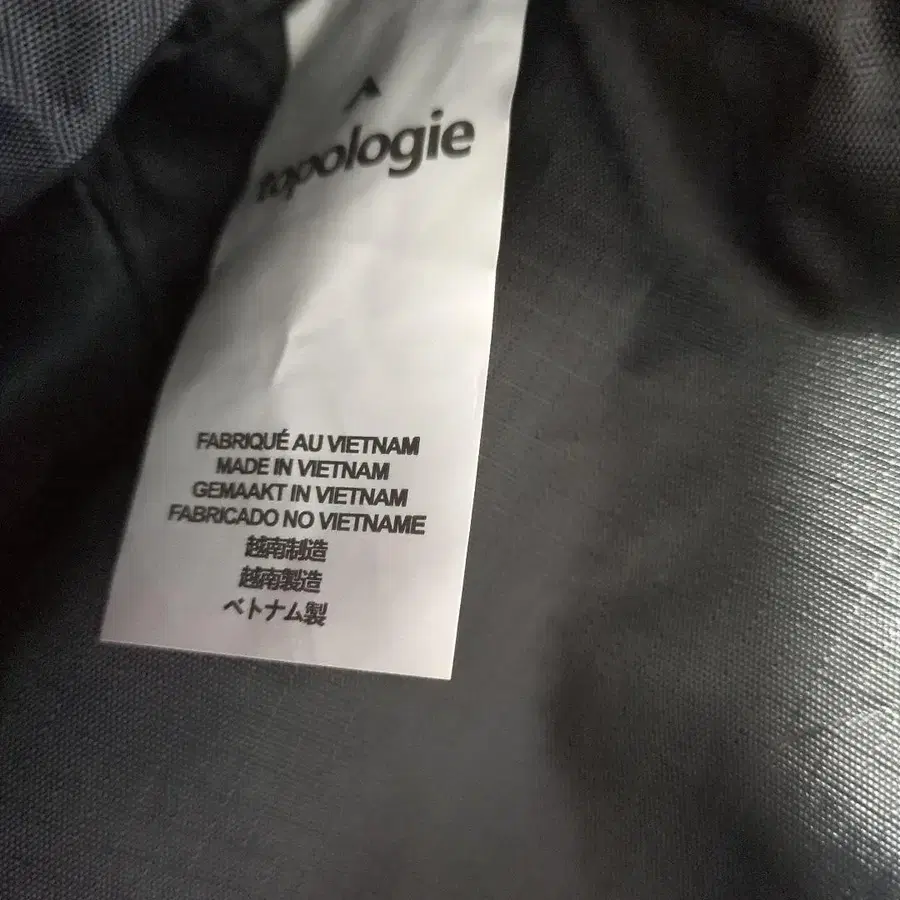 topologie
FABRIQUÉ AU VIETNAM
MADE IN VIETNAM
GEMAAKT IN VIETNAM
FABRICADO NO VIETNAME
越南制造
越南製造
ベトナム製